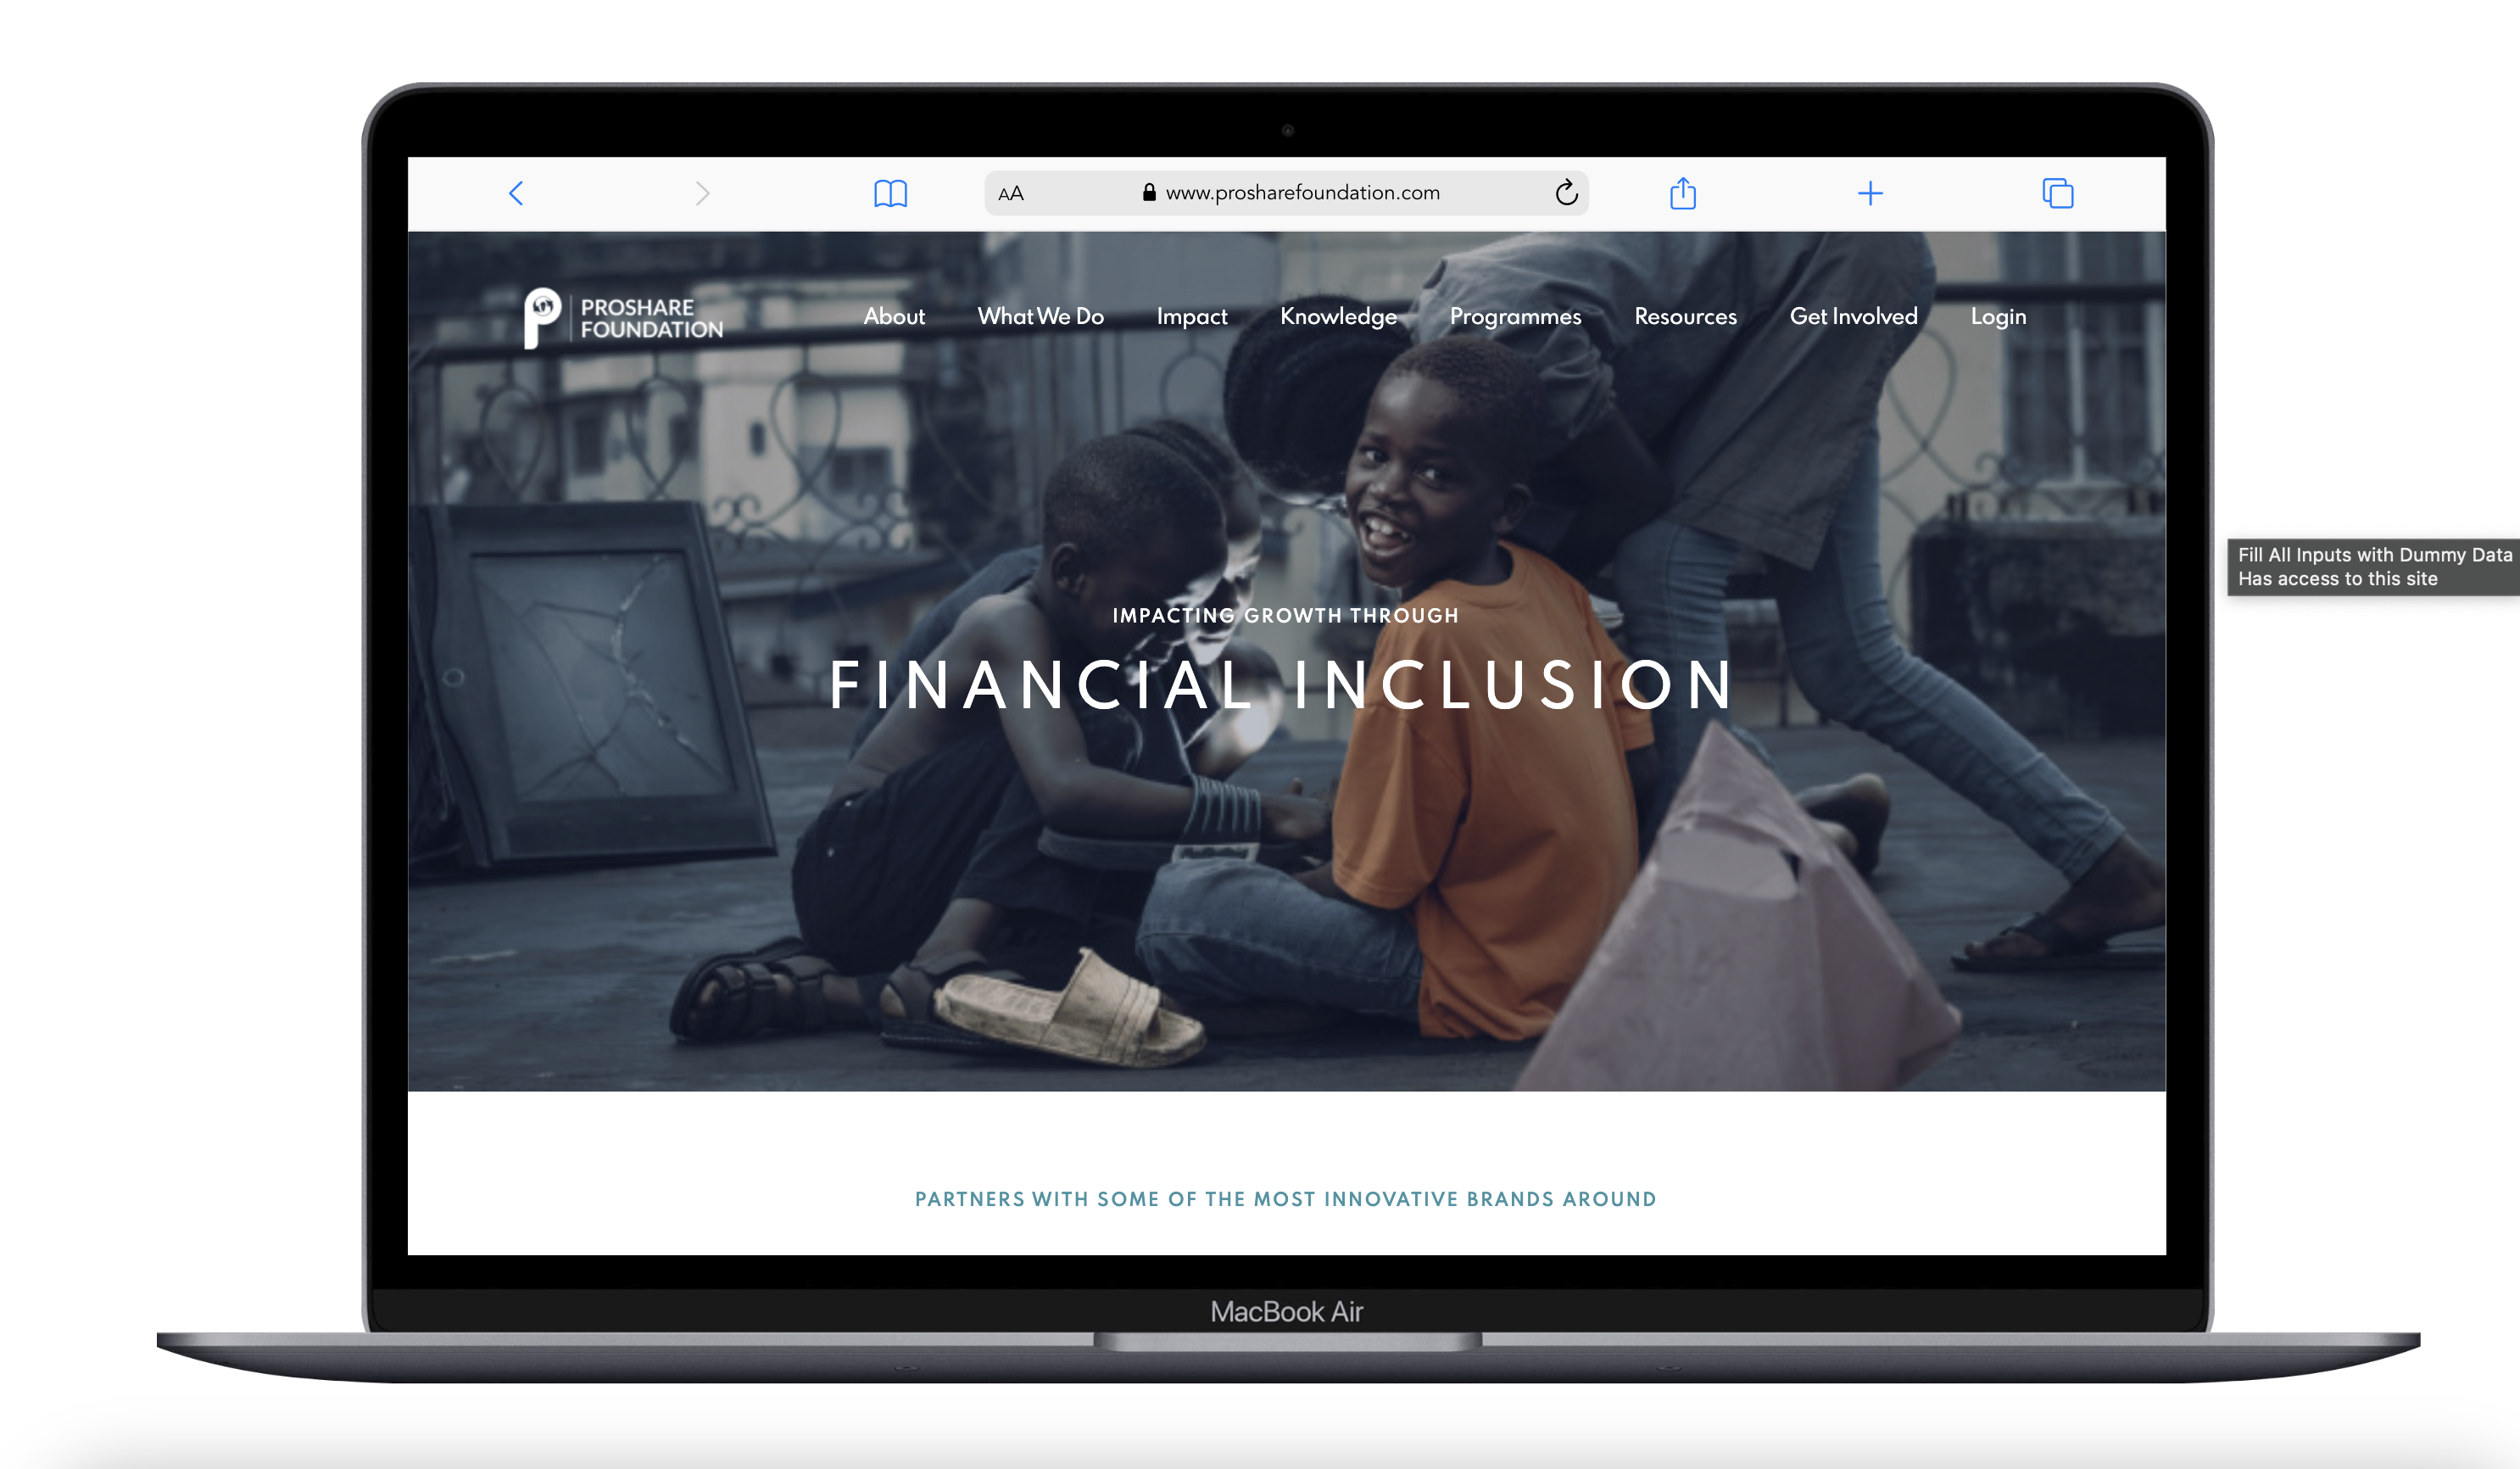 AA www.prosharefoundation.com
PROSHARE
FOUNDATION
About What We Do Impact Knowledge Programmes Resources Get Involved Login
Fill All Inputs with Dummy Data
Has access to this site
IMPACTING GROWTH THROUGH
FINANCIAL INCLUSION
PARTNERS WITH SOME OF THE MOST INNOVATIVE BRANDS AROUND
MacBook Air